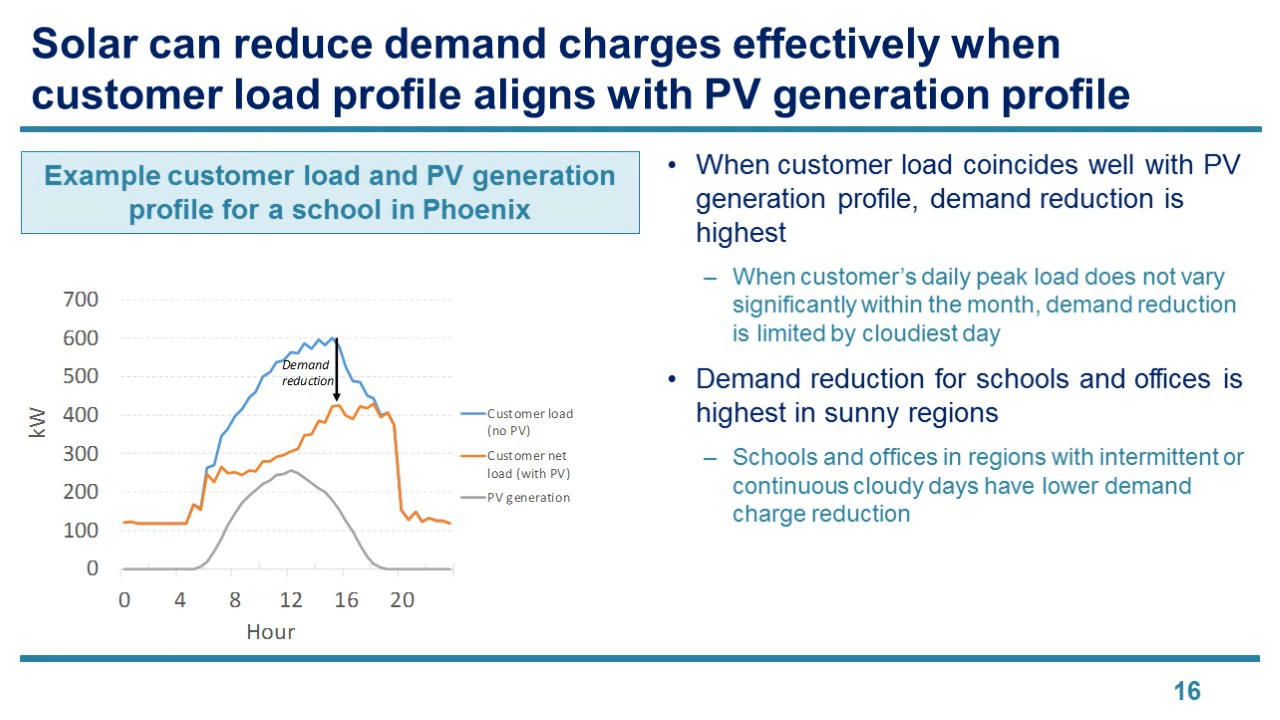 Solar can reduce demand charges effectively when
customer load profile aligns with PV generation profile
Example customer load and PV generation
profile for a school in Phoenix
700
600
500
400
300
200
100
0
kW
0 4 8 12 16 20
Hour
Demand
reduction
Customer load
(no PV)
Customer net
load (with PV)
PV generation
• When customer load coincides well with PV
generation profile, demand reduction is
highest
– When customer's daily peak load does not vary
significantly within the month, demand reduction
is limited by cloudiest day
• Demand reduction for schools and offices is
highest in sunny regions
– Schools and offices in regions with intermittent or
continuous cloudy days have lower demand
charge reduction
16